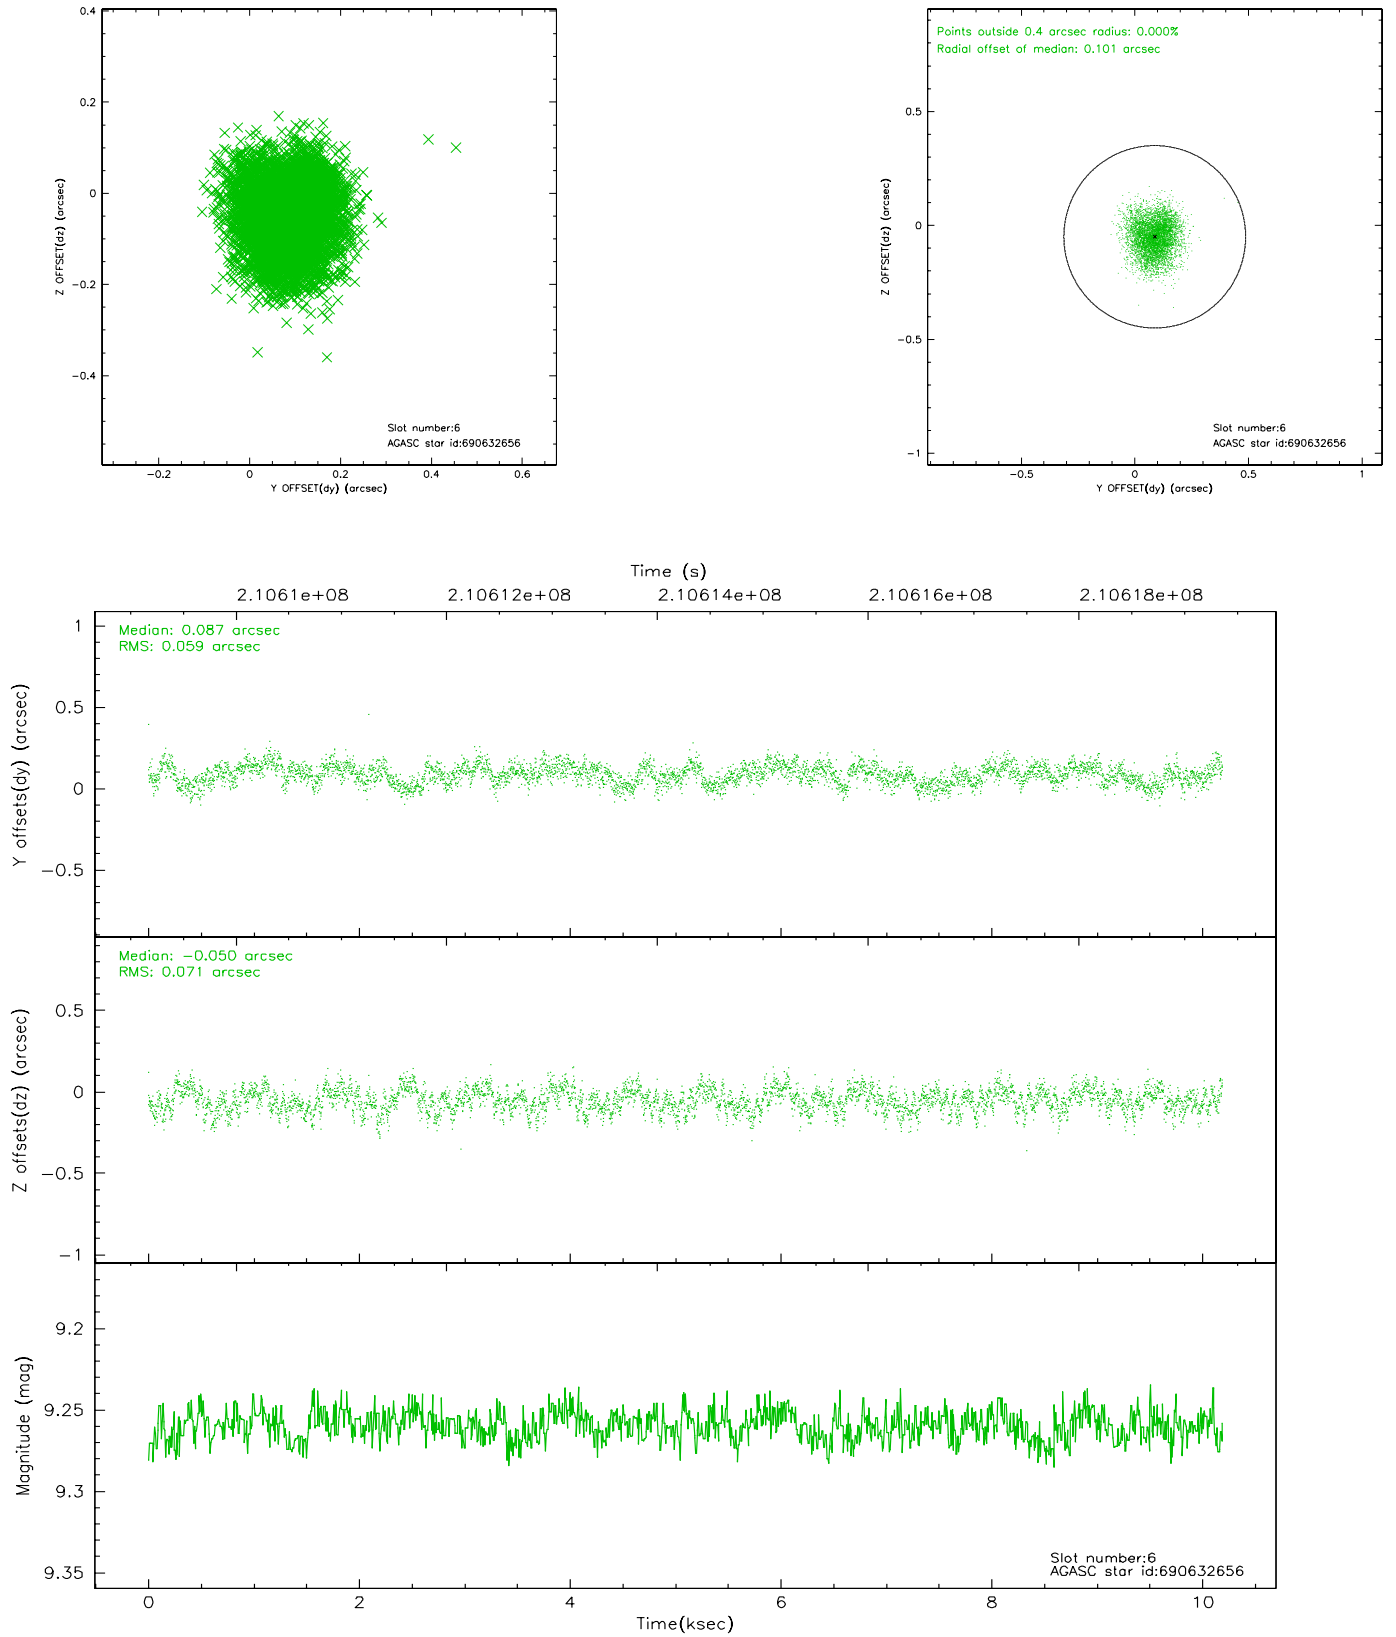 0.4
0.2
0
−0.2
−0.4
Z OFFSET(dz) (arcsec)
Slot number:6
AGASC star id:690632656
−0.2 0 0.2 0.4 0.6
Y OFFSET(dy) (arcsec)
Points outside 0.4 arcsec radius: 0.000%
Radial offset of median: 0.101 arcsec
0.5
0
−0.5
−1
Z OFFSET(dz) (arcsec)
Slot number:6
AGASC star id:690632656
−0.5 0 0.5 1
Y OFFSET(dy) (arcsec)
Time (s)
2.1061e+08 2.10612e+08 2.10614e+08 2.10616e+08 2.10618e+08
Median: 0.087 arcsec
RMS: 0.059 arcsec
1
0.5
0
−0.5
Y offsets(dy) (arcsec)
Median: −0.050 arcsec
RMS: 0.071 arcsec
0.5
0
−0.5
−1
Z offsets(dz) (arcsec)
9.2
9.25
9.3
9.35
Magnitude (mag)
Slot number:6
AGASC star id:690632656
0 2 4 6 8 10
Time(ksec)